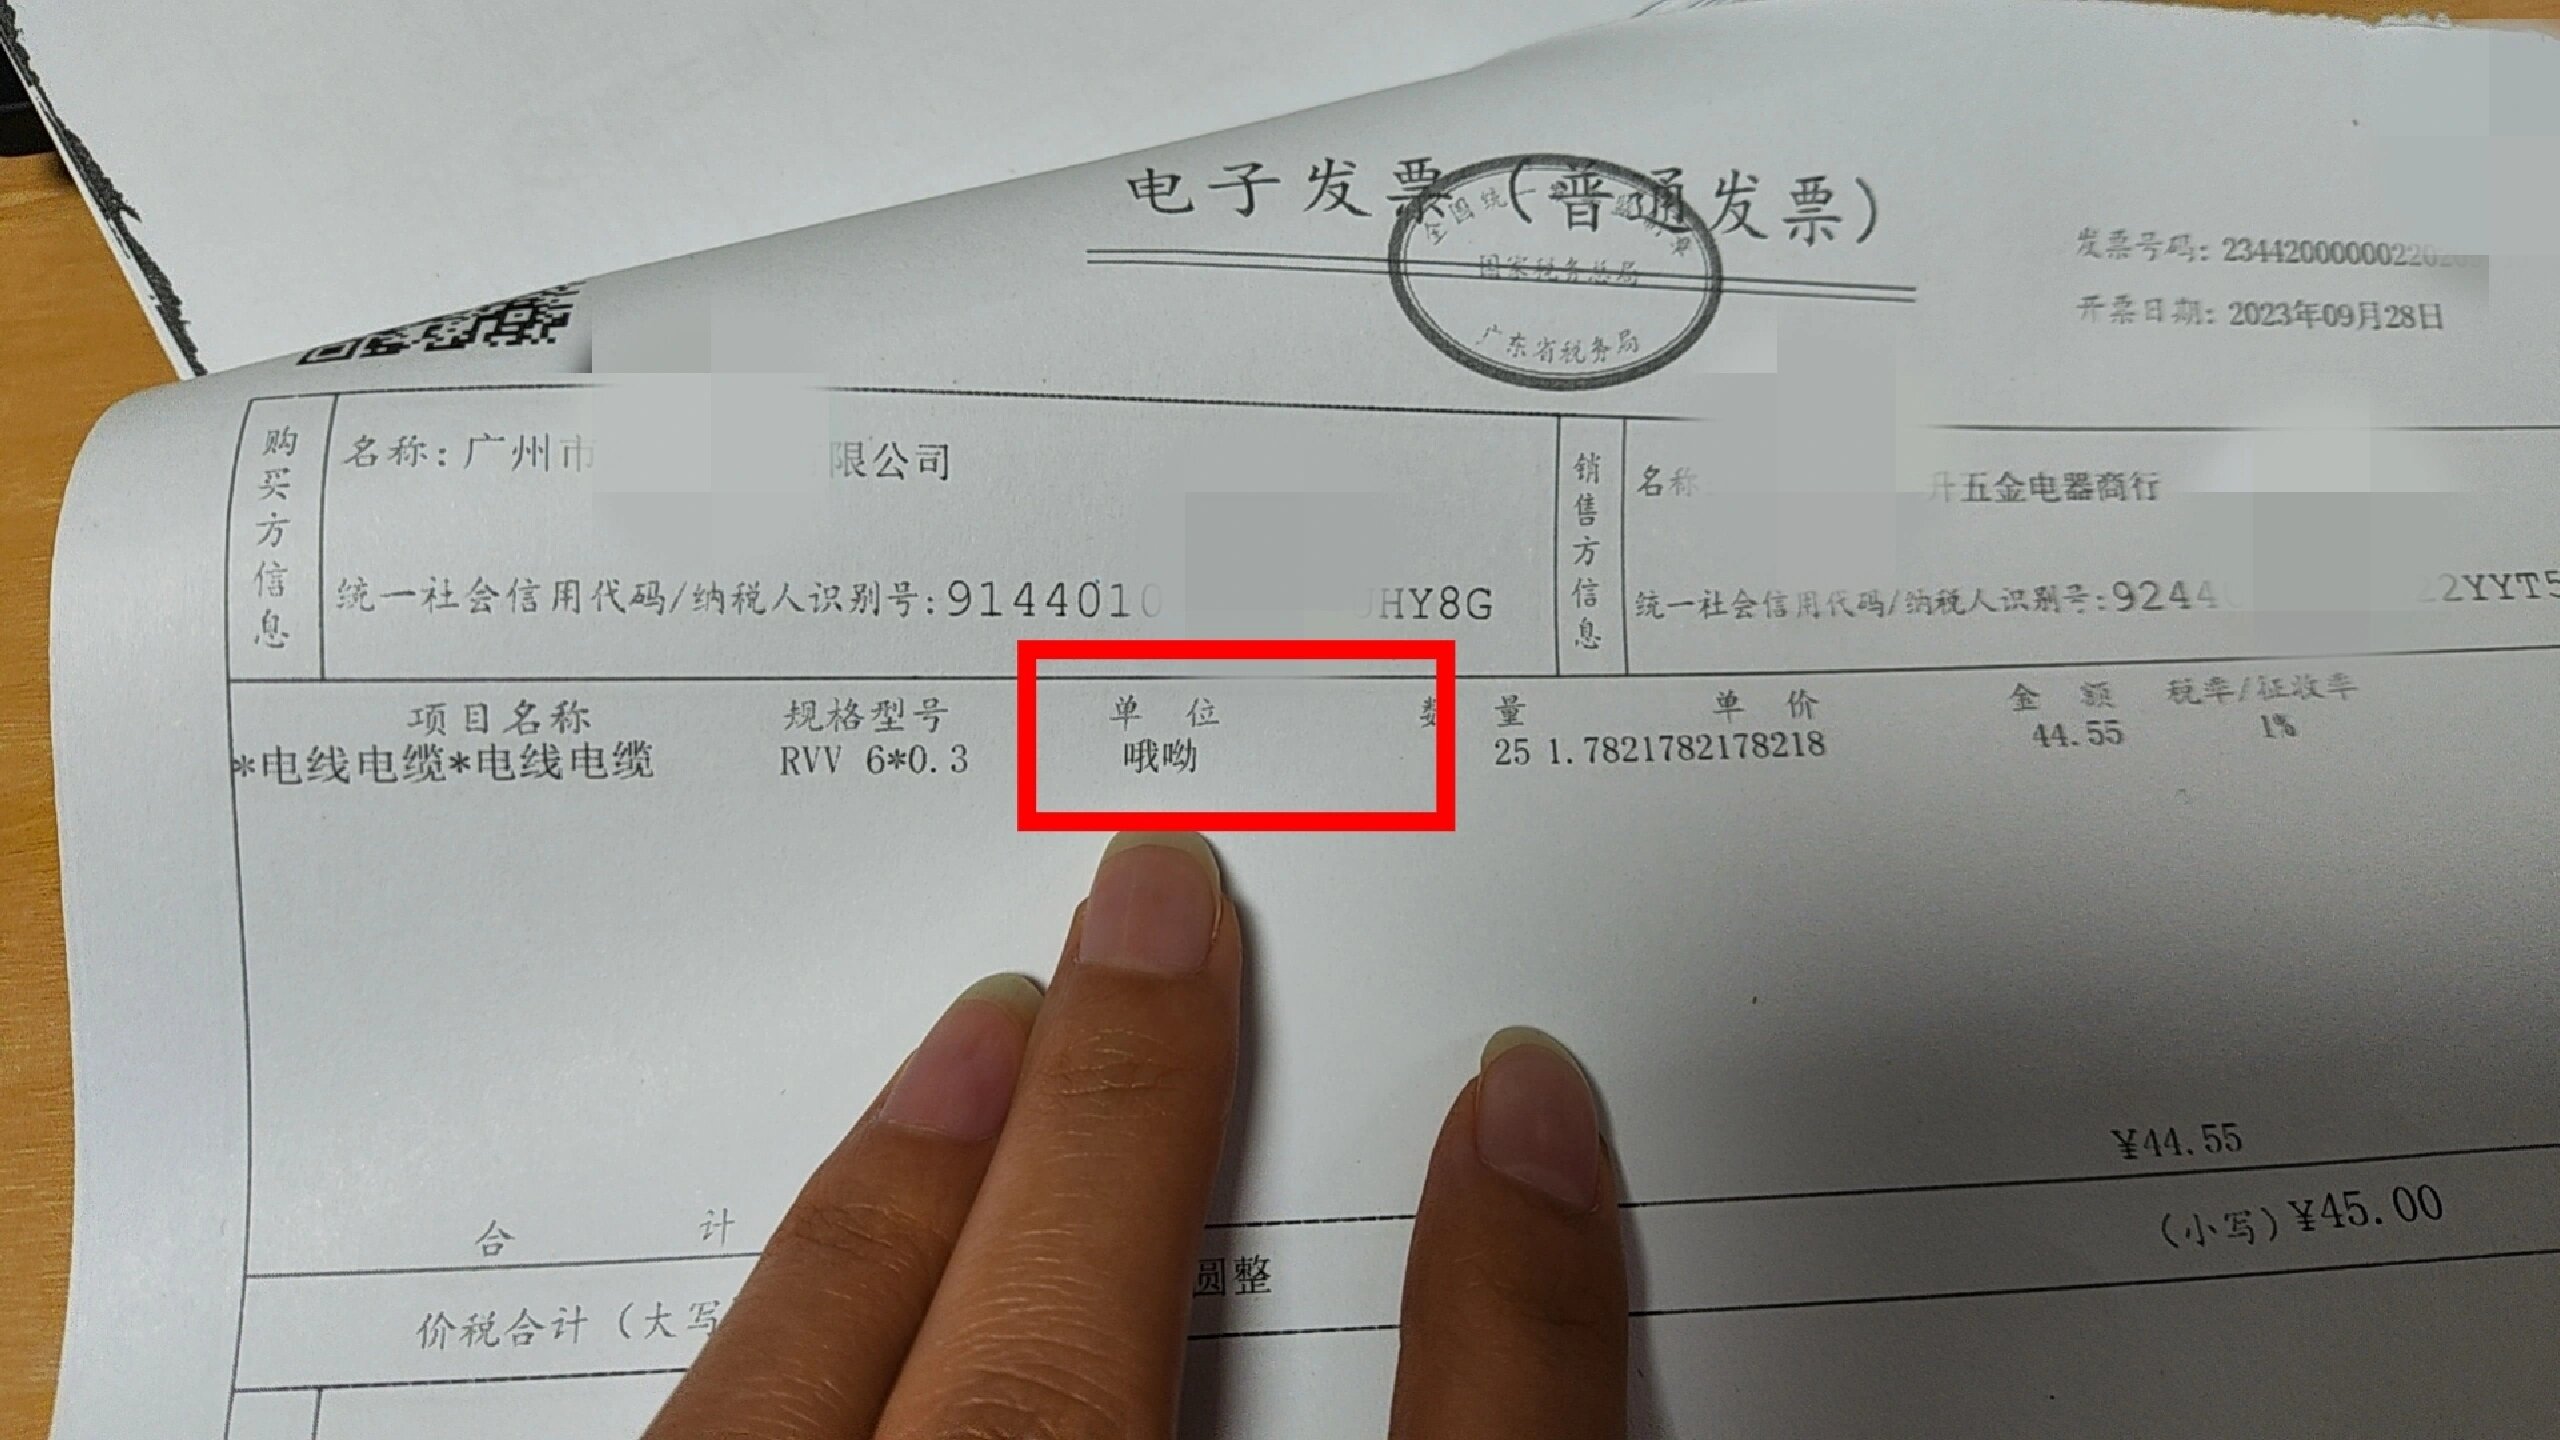 电子发票（普通发票）
全国统一
国家税务总局
广东省税务局
发票号码：23442000000220
开票日期：2023年09月28日
购买方信息
名称：广州市 限公司
统一社会信用代码/纳税人识别号：9144010 JHY8G
销售方信息
名称 升五金电器商行
统一社会信用代码/纳税人识别号：9244 2YYT5
项目名称 规格型号 单位 数量 单价 金额 税率/征收率
*电线电缆*电线电缆 RVV 6*0.3 哦呦 25 1.7821782178218 44.55 1%
合计 ¥44.55
价税合计（大写 圆整 （小写）¥45.00